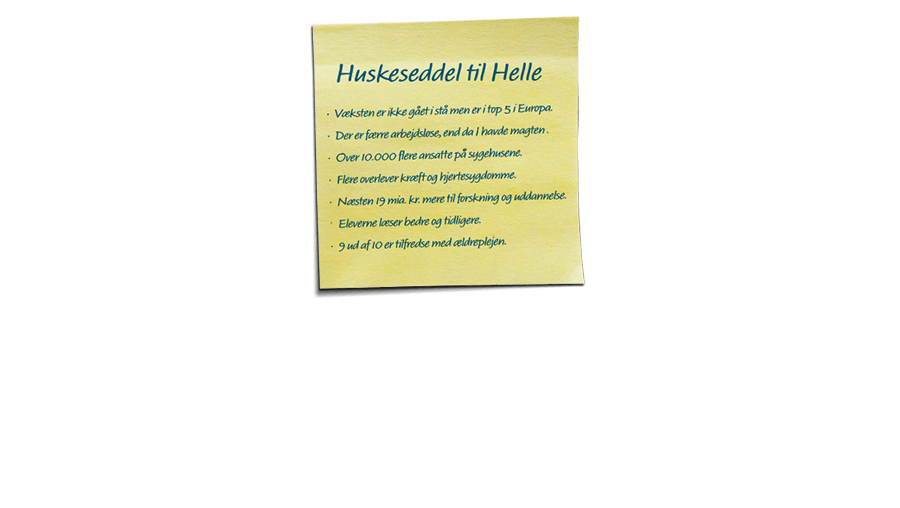 Huskeseddel til Helle
· Væksten er ikke gået i stå men er i top 5 i Europa.
· Der er færre arbejdsløse, end da I havde magten.
· Over 10.000 flere ansatte på sygehusene.
· Flere overlever kræft og hjertesygdomme.
· Næsten 19 mia. kr. mere til forskning og uddannelse.
· Eleverne læser bedre og tidligere.
· 9 ud af 10 er tilfredse med ældreplejen.